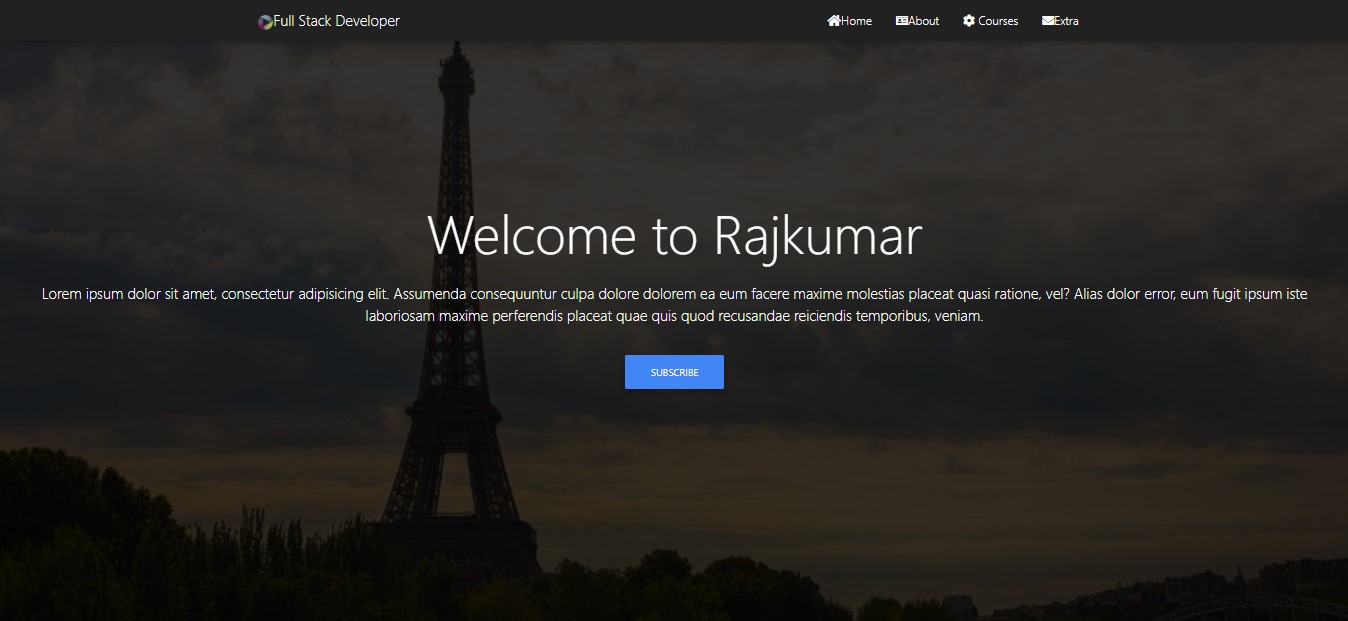 Full Stack Developer
Home About Courses Extra
Welcome to Rajkumar
Lorem ipsum dolor sit amet, consectetur adipisicing elit. Assumenda consequuntur culpa dolore dolorem ea eum facere maxime molestias placeat quasi ratione, vel? Alias dolor error, eum fugit ipsum iste
laboriosam maxime perferendis placeat quae quis quod recusandae reiciendis temporibus, veniam.
SUBSCRIBE